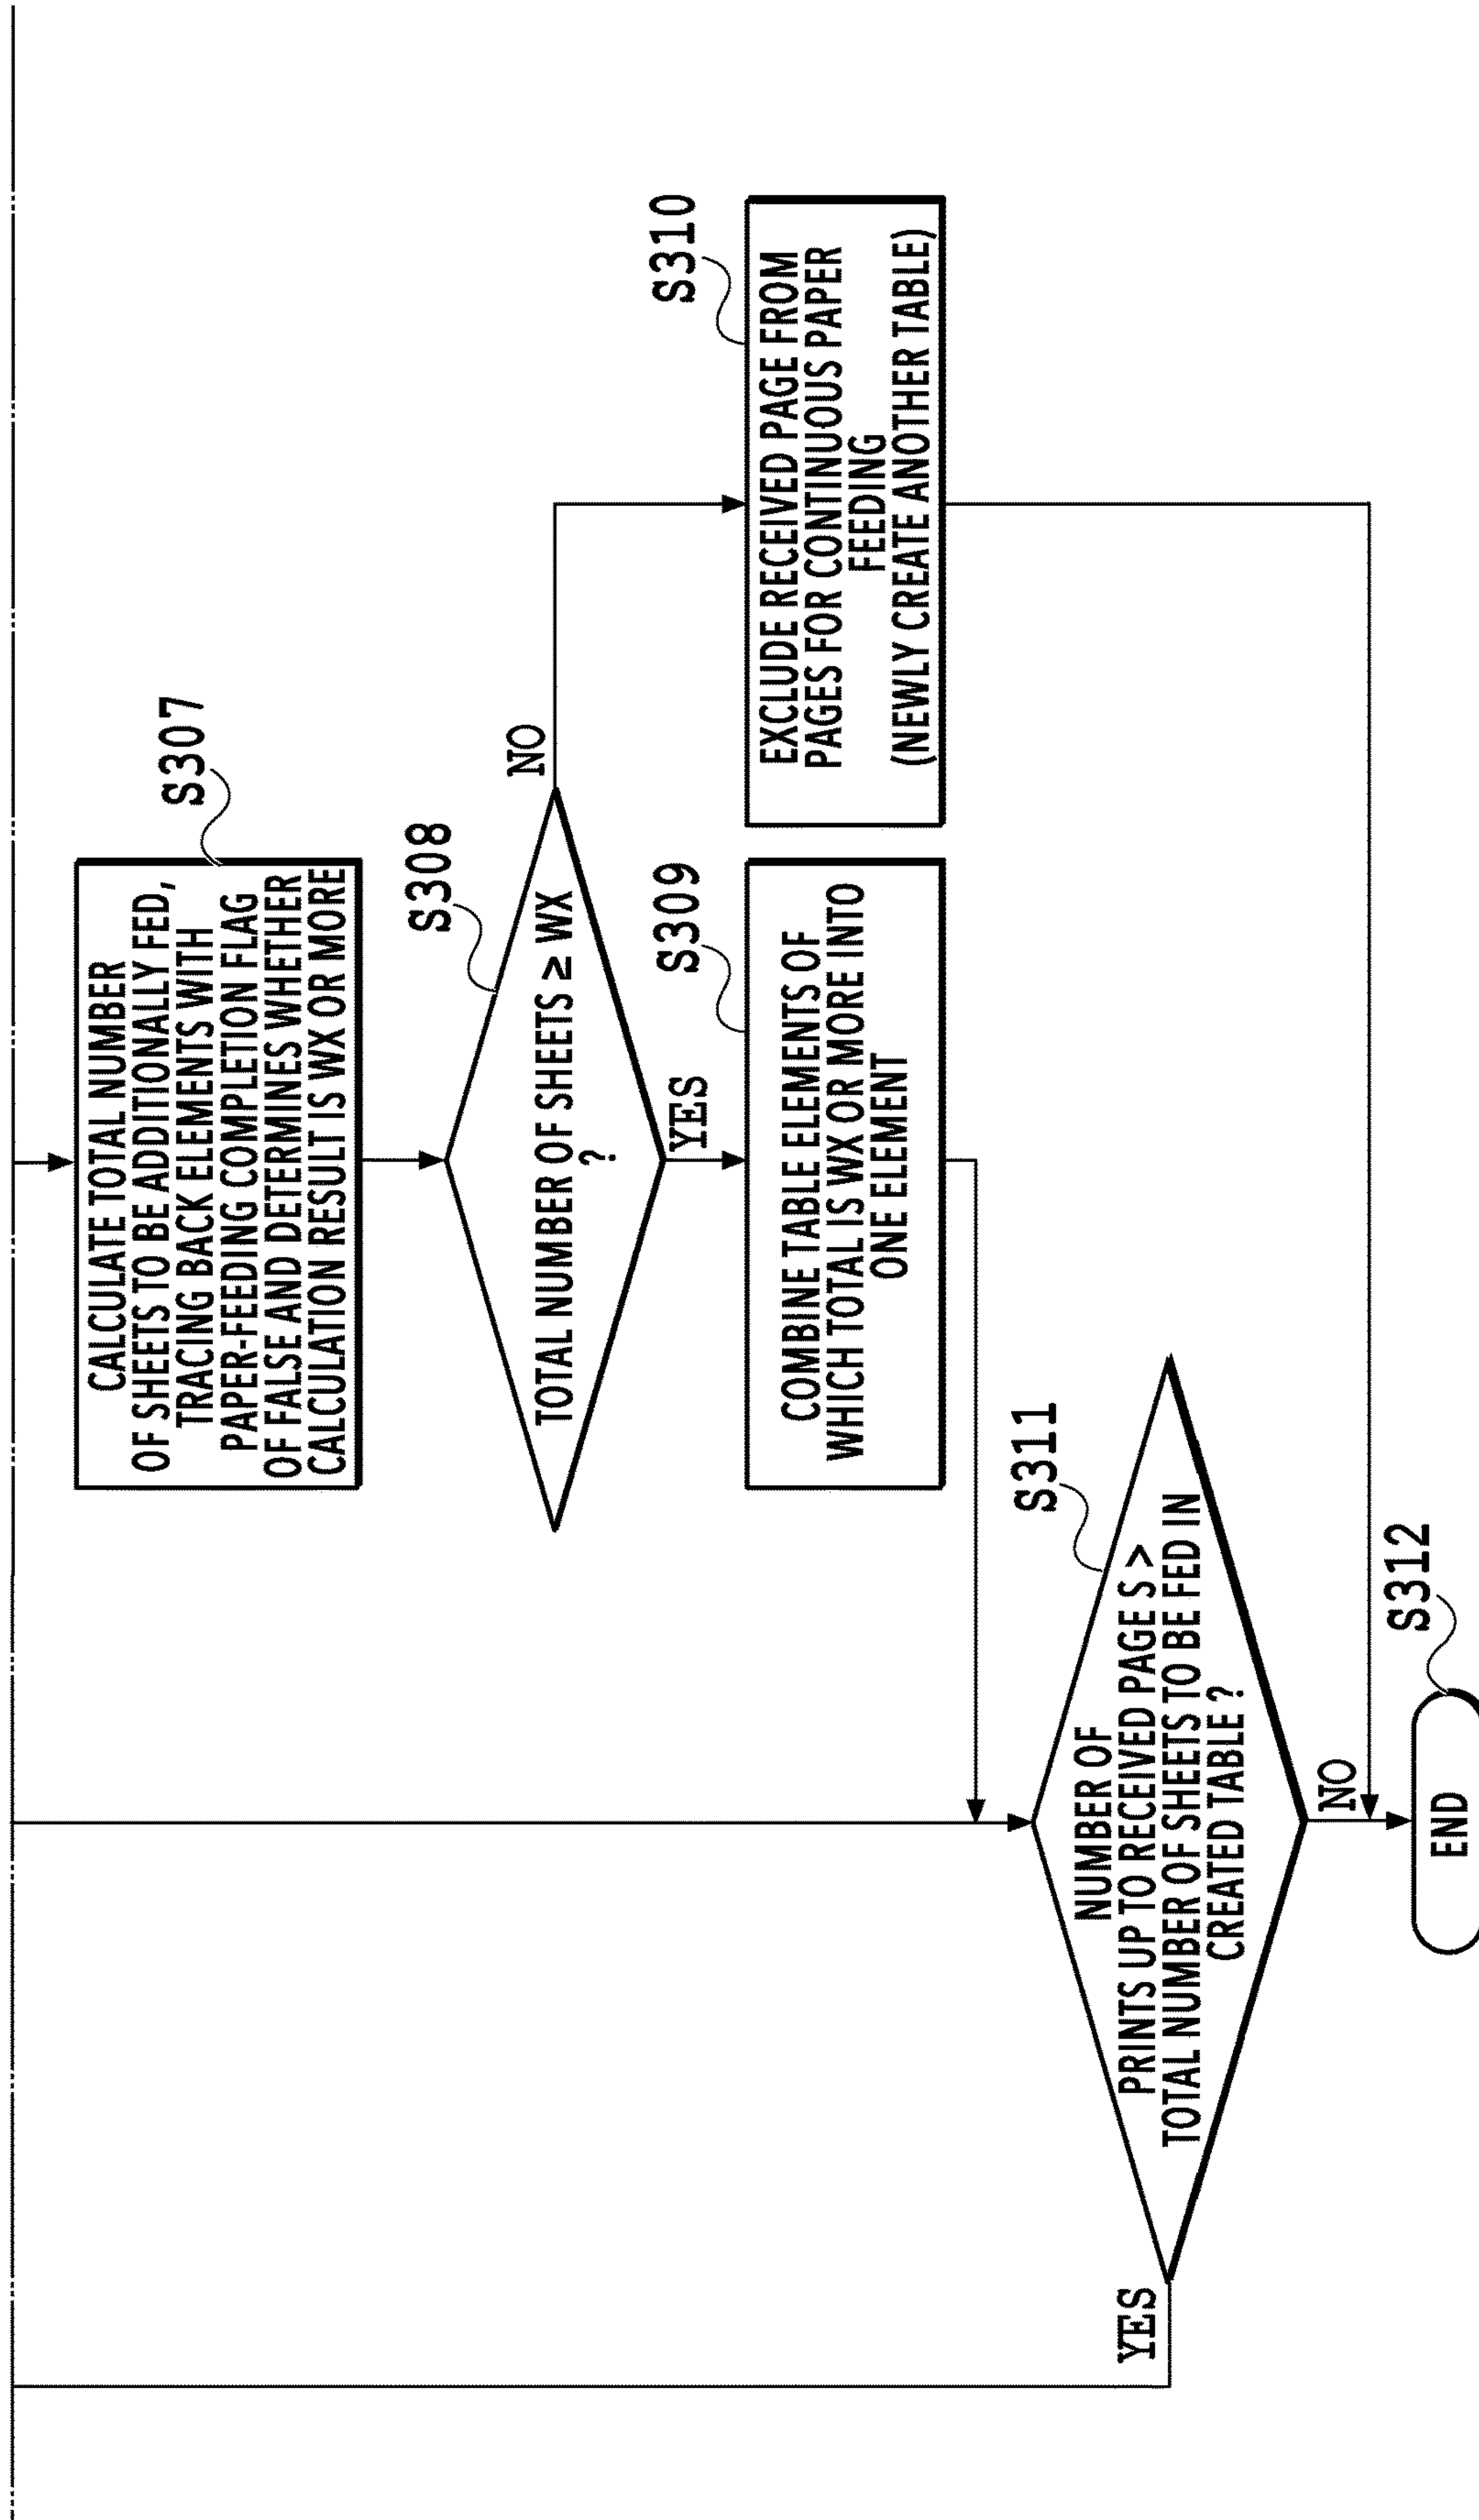 S307
CALCULATE TOTAL NUMBER
OF SHEETS TO BE ADDITIONALLY FED,
TRACING BACK ELEMENTS WITH
PAPER-FEEDING COMPLETION FLAG
OF FALSE AND DETERMINES WHETHER
CALCULATION RESULT IS WX OR MORE
S308
TOTAL NUMBER OF SHEETS ≥ WX
?
NO
YES
S309
COMBINE TABLE ELEMENTS OF
WHICH TOTAL IS WX OR MORE INTO
ONE ELEMENT
S310
EXCLUDE RECEIVED PAGE FROM
PAGES FOR CONTINUOUS PAPER
FEEDING
(NEWLY CREATE ANOTHER TABLE)
S311
NUMBER OF
PRINTS UP TO RECEIVED PAGE S >
TOTAL NUMBER OF SHEETS TO BE FED IN
CREATED TABLE ?
YES
NO
S312
END